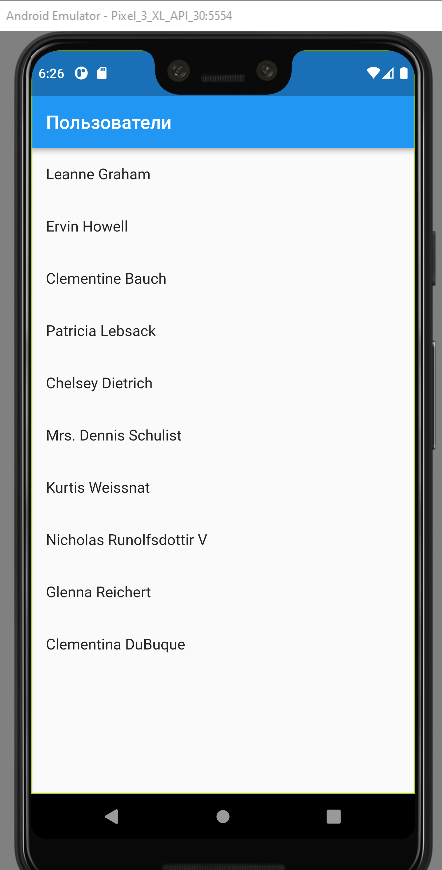 Android Emulator - Pixel_3_XL_API_30:5554
6:26
Пользователи
Leanne Graham
Ervin Howell
Clementine Bauch
Patricia Lebsack
Chelsey Dietrich
Mrs. Dennis Schulist
Kurtis Weissnat
Nicholas Runolfsdottir V
Glenna Reichert
Clementina DuBuque